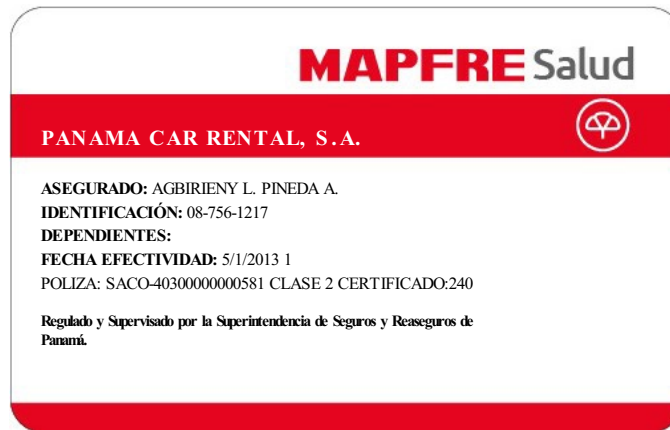 MAPFRE Salud
PANAMA CAR RENTAL, S.A.
ASEGURADO: AGBIRIENY L. PINEDA A.
IDENTIFICACIÓN: 08-756-1217
DEPENDIENTES:
FECHA EFECTIVIDAD: 5/1/2013 1
POLIZA: SACO-40300000000581 CLASE 2 CERTIFICADO:240
Regulado y Supervisado por la Superintendencia de Seguros y Reaseguros de
Panamá.